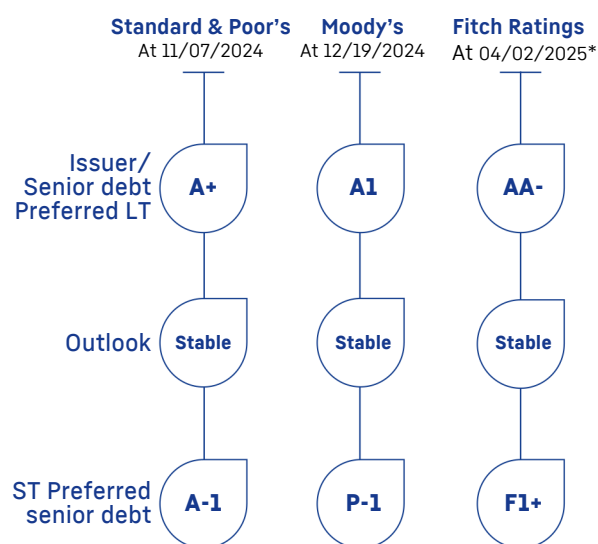 Standard & Poor's
At 11/07/2024
Moody's
At 12/19/2024
Fitch Ratings
At 04/02/2025*
Issuer/
Senior debt
Preferred LT
A+
A1
AA-
Outlook
Stable
Stable
Stable
ST Preferred
senior debt
A-1
P-1
F1+